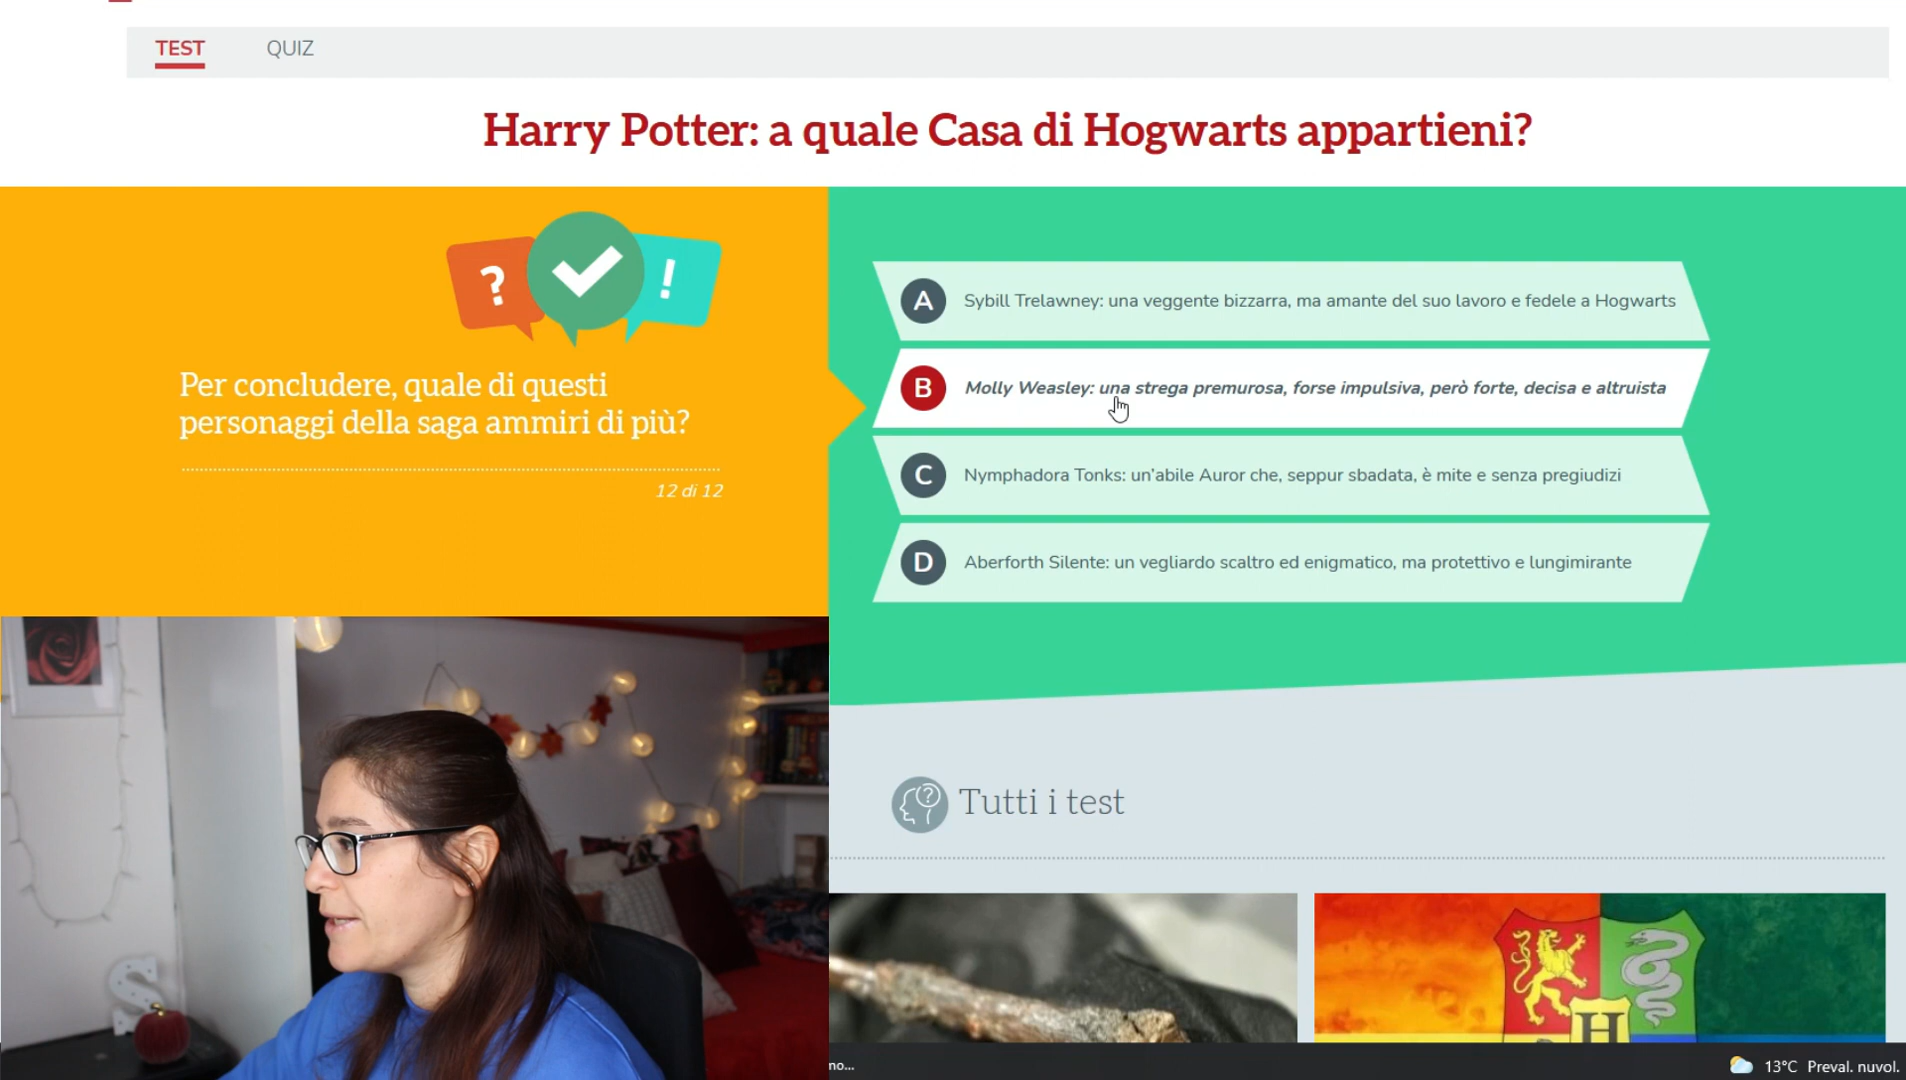 TEST
QUIZ
Harry Potter: a quale Casa di Hogwarts appartieni?
?
!
Per concludere, quale di questi
personaggi della saga ammiri di più?
12 di 12
A
Sybill Trelawney: una veggente bizzarra, ma amante del suo lavoro e fedele a Hogwarts
B
Molly Weasley: una strega premurosa, forse impulsiva, però forte, decisa e altruista
C
Nymphadora Tonks: un'abile Auror che, seppur sbadata, è mite e senza pregiudizi
D
Aberforth Silente: un vegliardo scaltro ed enigmatico, ma protettivo e lungimirante
?
Tutti i test
S
H
no...
13°C Preval. nuvol.